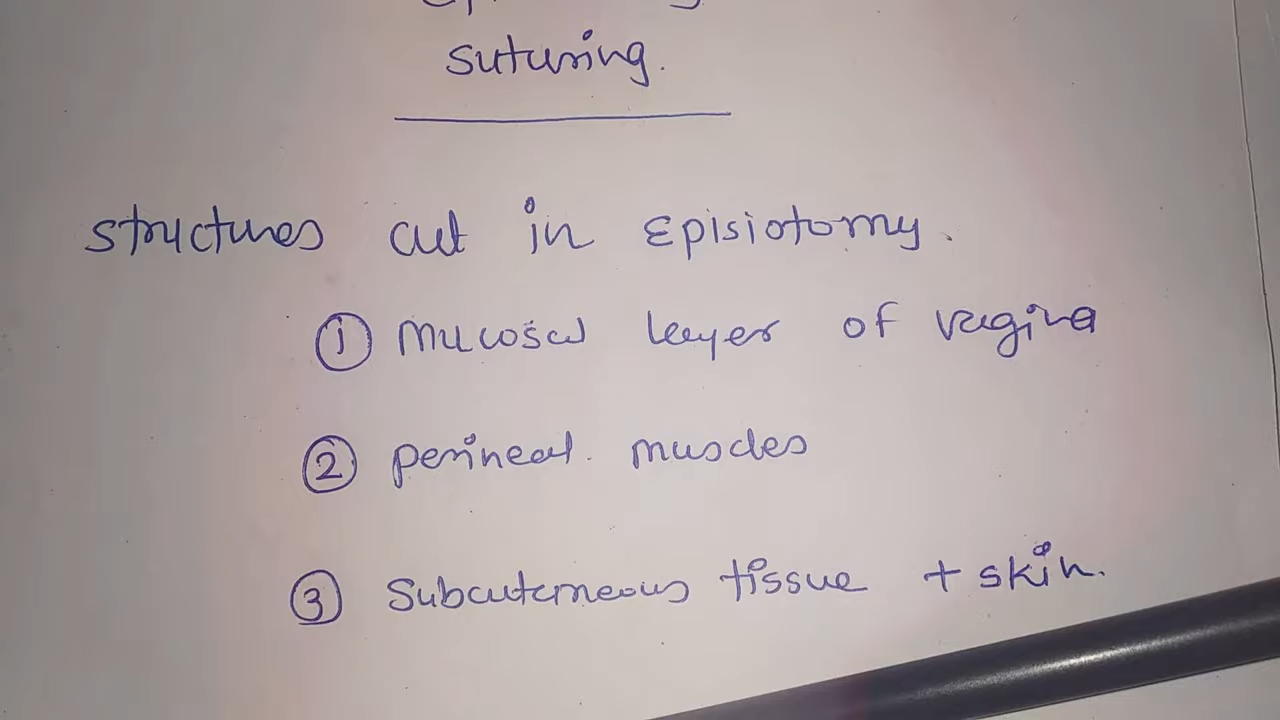 suturing.
structures cut in Episiotomy.
① Mucosal layer of vagina
② perineal. muscles
③ Subcutaneous tissue + skin.